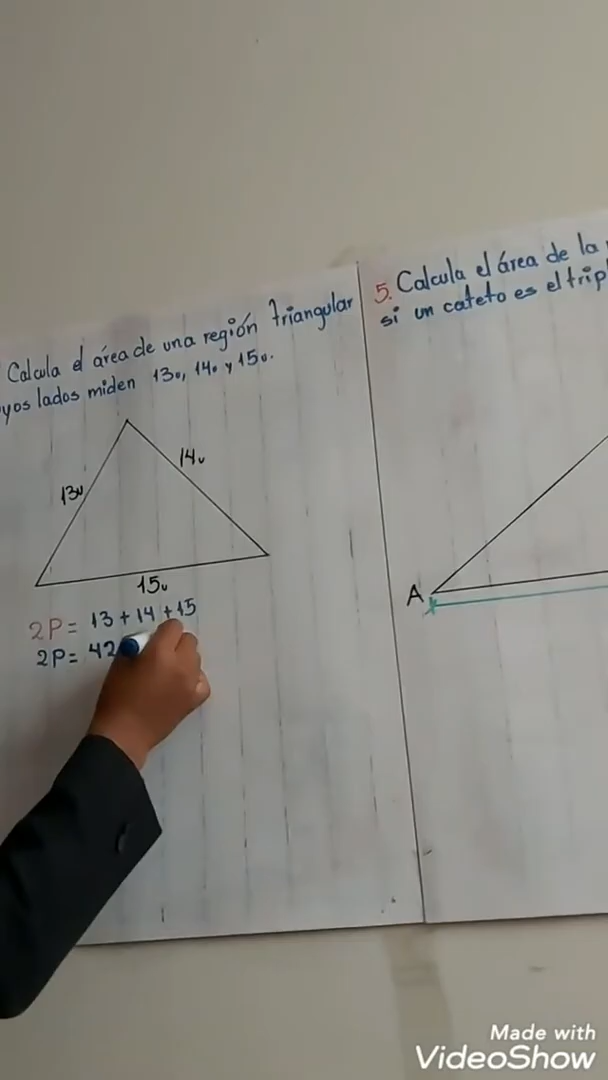 Calcula el área de una región triangular
yos lados miden 13u, 14u y 15u.
13u
14u
15u
2P = 13 + 14 + 15
2P = 42
5. Calcula el área de la
si un cateto es el trip
A
Made with
VideoShow